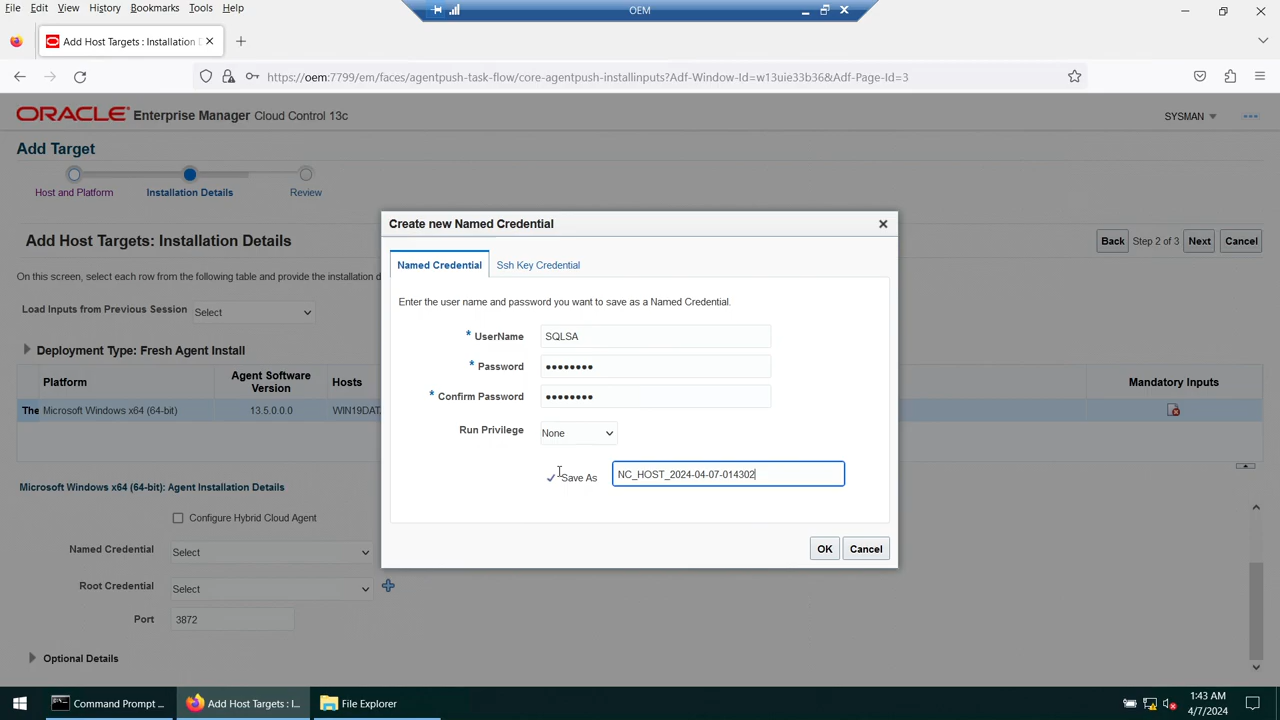 File Edit View History Bookmarks Tools Help
OEM
Add Host Targets : Installation D
https://oem:7799/em/faces/agentpush-task-flow/core-agentpush-installinputs?Adf-Window-Id=w13uie33b36&Adf-Page-Id=3
ORACLE Enterprise Manager Cloud Control 13c
SYSMAN
Add Target
Host and Platform Installation Details Review
Add Host Targets: Installation Details
Back Step 2 of 3 Next Cancel
On this screen, select each row from the following table and provide the installation d
Load Inputs from Previous Session Select
Deployment Type: Fresh Agent Install
Platform Agent Software Version Hosts Mandatory Inputs
The Microsoft Windows x64 (64-bit) 13.5.0.0.0 WIN19DAT
Microsoft Windows x64 (64-bit): Agent Installation Details
Configure Hybrid Cloud Agent
Named Credential Select
Root Credential Select
Port 3872
Optional Details
Create new Named Credential
Named Credential Ssh Key Credential
Enter the user name and password you want to save as a Named Credential.
* UserName SQLSA
* Password ••••••••
* Confirm Password ••••••••
Run Privilege None
Save As NC_HOST_2024-04-07-014302
OK Cancel
Command Prompt ...
Add Host Targets : I...
File Explorer
1:43 AM
4/7/2024